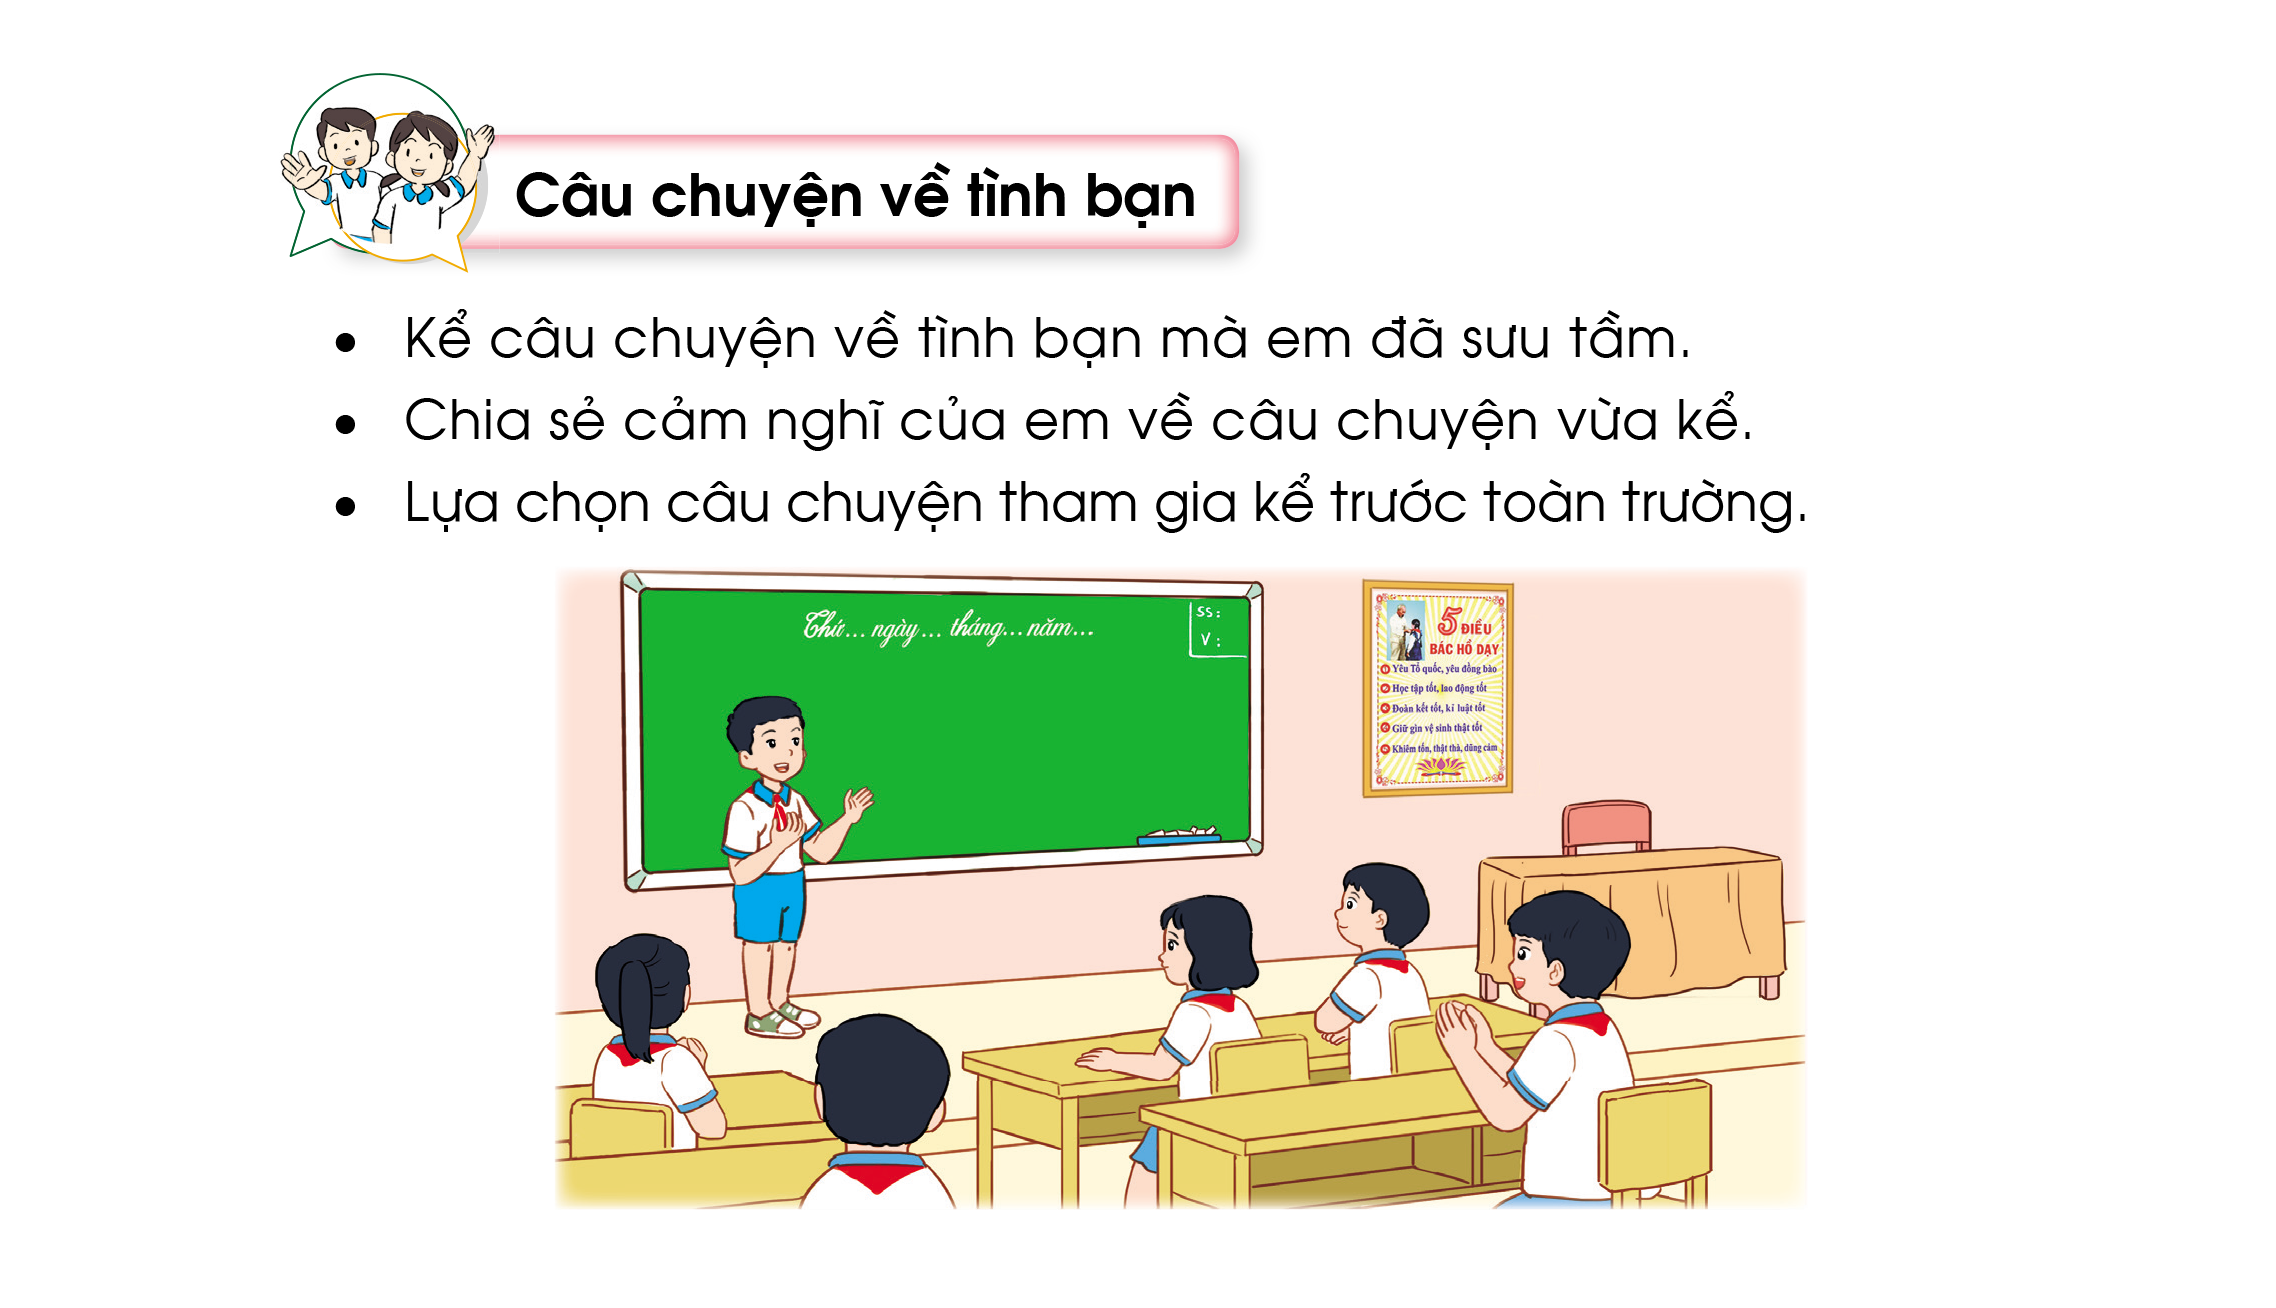 Câu chuyện về tình bạn
• Kể câu chuyện về tình bạn mà em đã sưu tầm.
• Chia sẻ cảm nghĩ của em về câu chuyện vừa kể.
• Lựa chọn câu chuyện tham gia kể trước toàn trường.
Thứ... ngày... tháng... năm...
SS:
V:
5 ĐIỀU
BÁC HỒ DẠY
1 Yêu Tổ quốc, yêu đồng bào
2 Học tập tốt, lao động tốt
Đoàn kết tốt, kỉ luật tốt
Giữ gìn vệ sinh thật tốt
Khiêm tốn, thật thà, dũng cảm